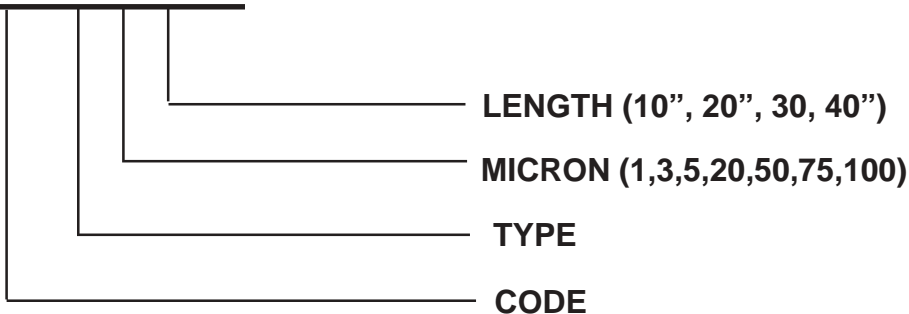 LENGTH (10”, 20”, 30, 40”)
MICRON (1,3,5,20,50,75,100)
TYPE
CODE